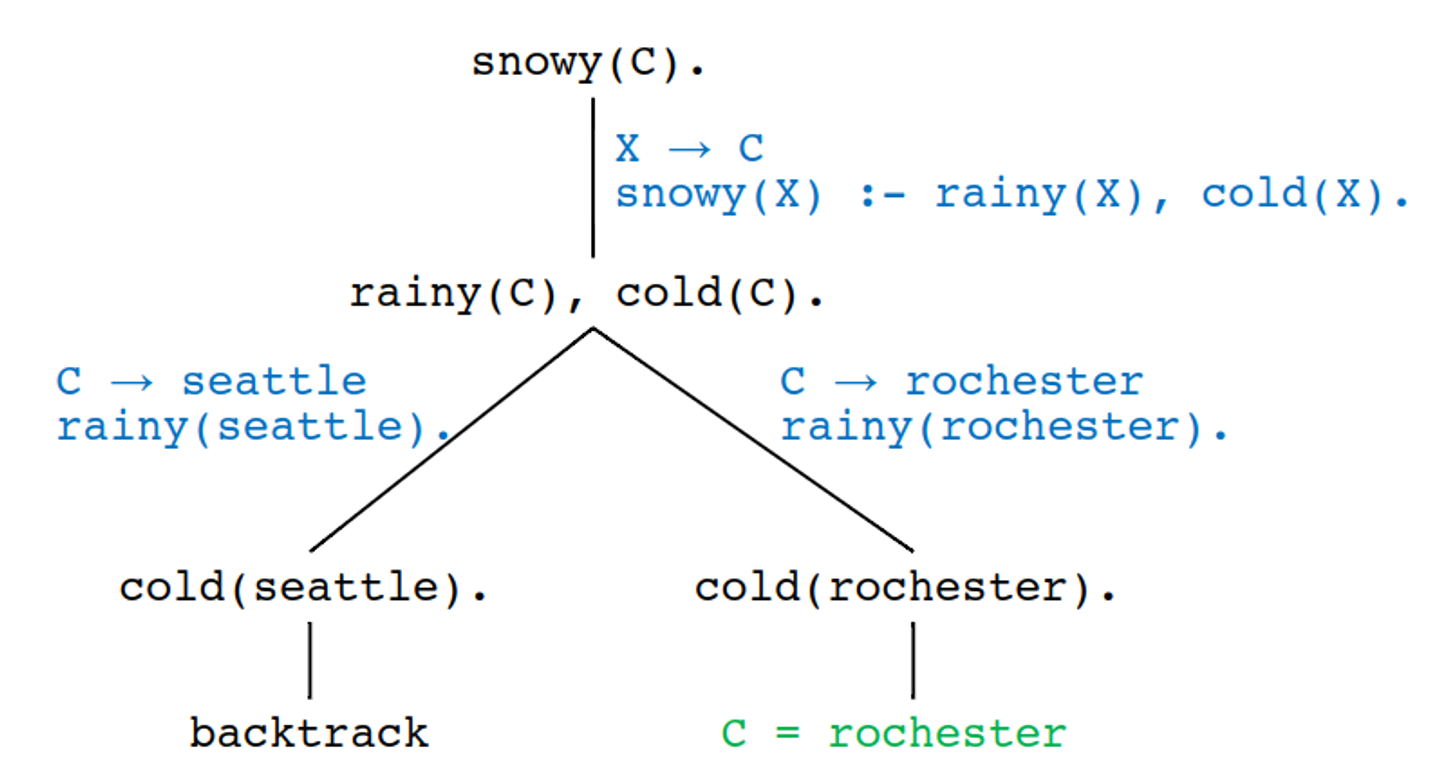 snowy(C).
X → C
snowy(X) :- rainy(X), cold(X).
rainy(C), cold(C).
C → seattle
rainy(seattle).
C → rochester
rainy(rochester).
cold(seattle).
cold(rochester).
backtrack
C = rochester